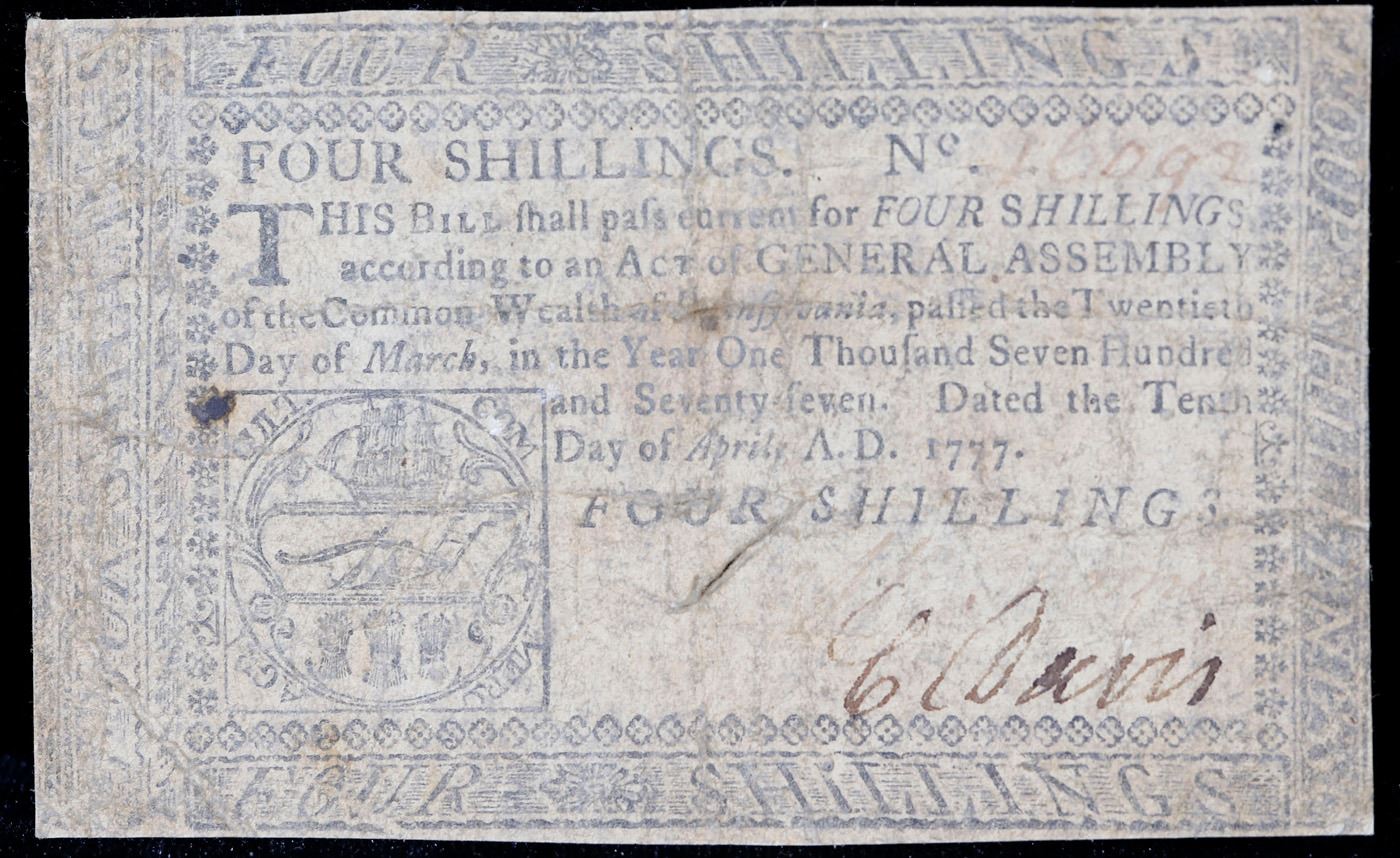 FOUR SHILLINGS
FOUR SHILLINGS. Nº. 16092
THIS BILL ſhall paſs current for FOUR SHILLINGS
according to an ACT of GENERAL ASSEMBLY
of the Common Wealth of Pennſylvania, paſſed the Twentieth
Day of March, in the Year One Thouſand Seven Hundred
and Seventy-ſeven. Dated the Tenth
Day of April, A.D. 1777.
FOUR SHILLINGS.
C Davis
FOUR SHILLINGS